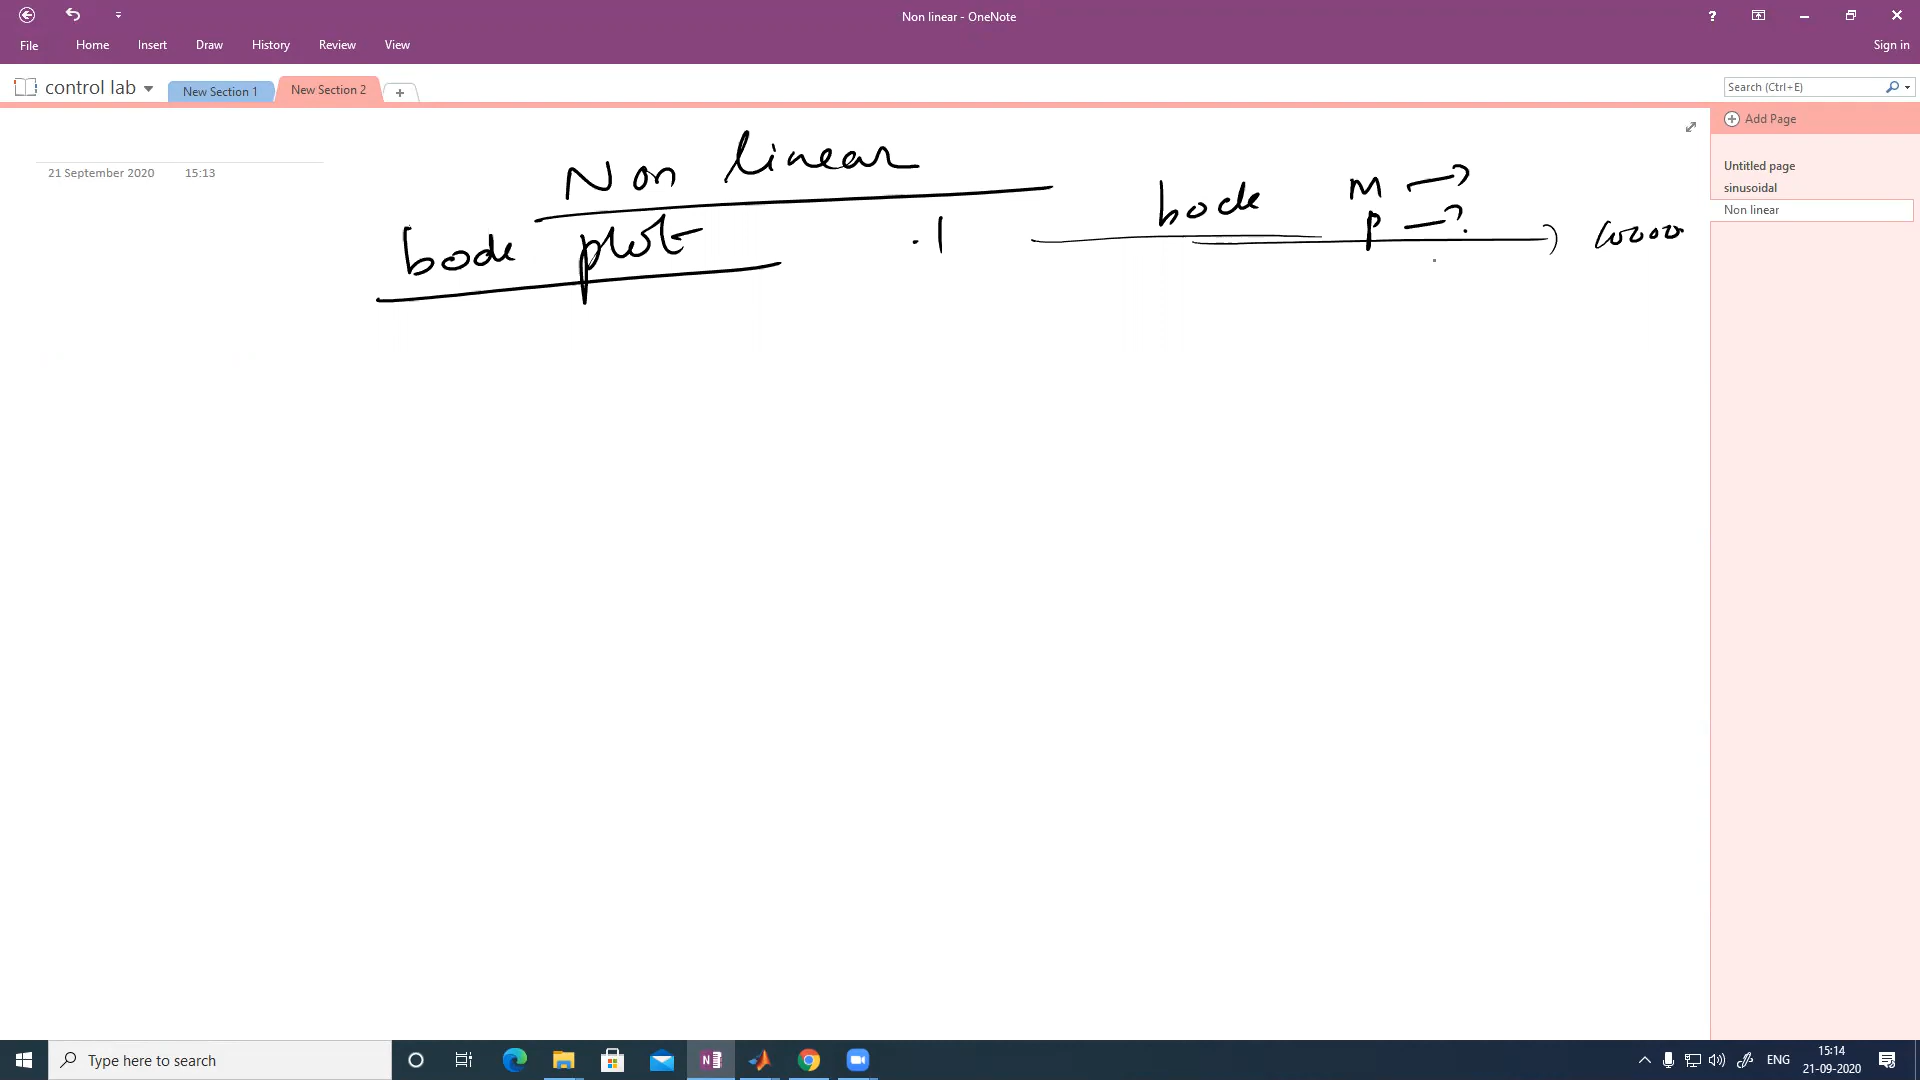 Non linear - OneNote
?
File Home Insert Draw History Review View
Sign in
control lab
New Section 1
New Section 2
Search (Ctrl+E)
Add Page
Untitled page
sinusoidal
Non linear
21 September 2020 15:13
Non linear
bode plot
.1
bode
M → ?
P — ?
Type here to search
N
ENG
15:14
21-09-2020